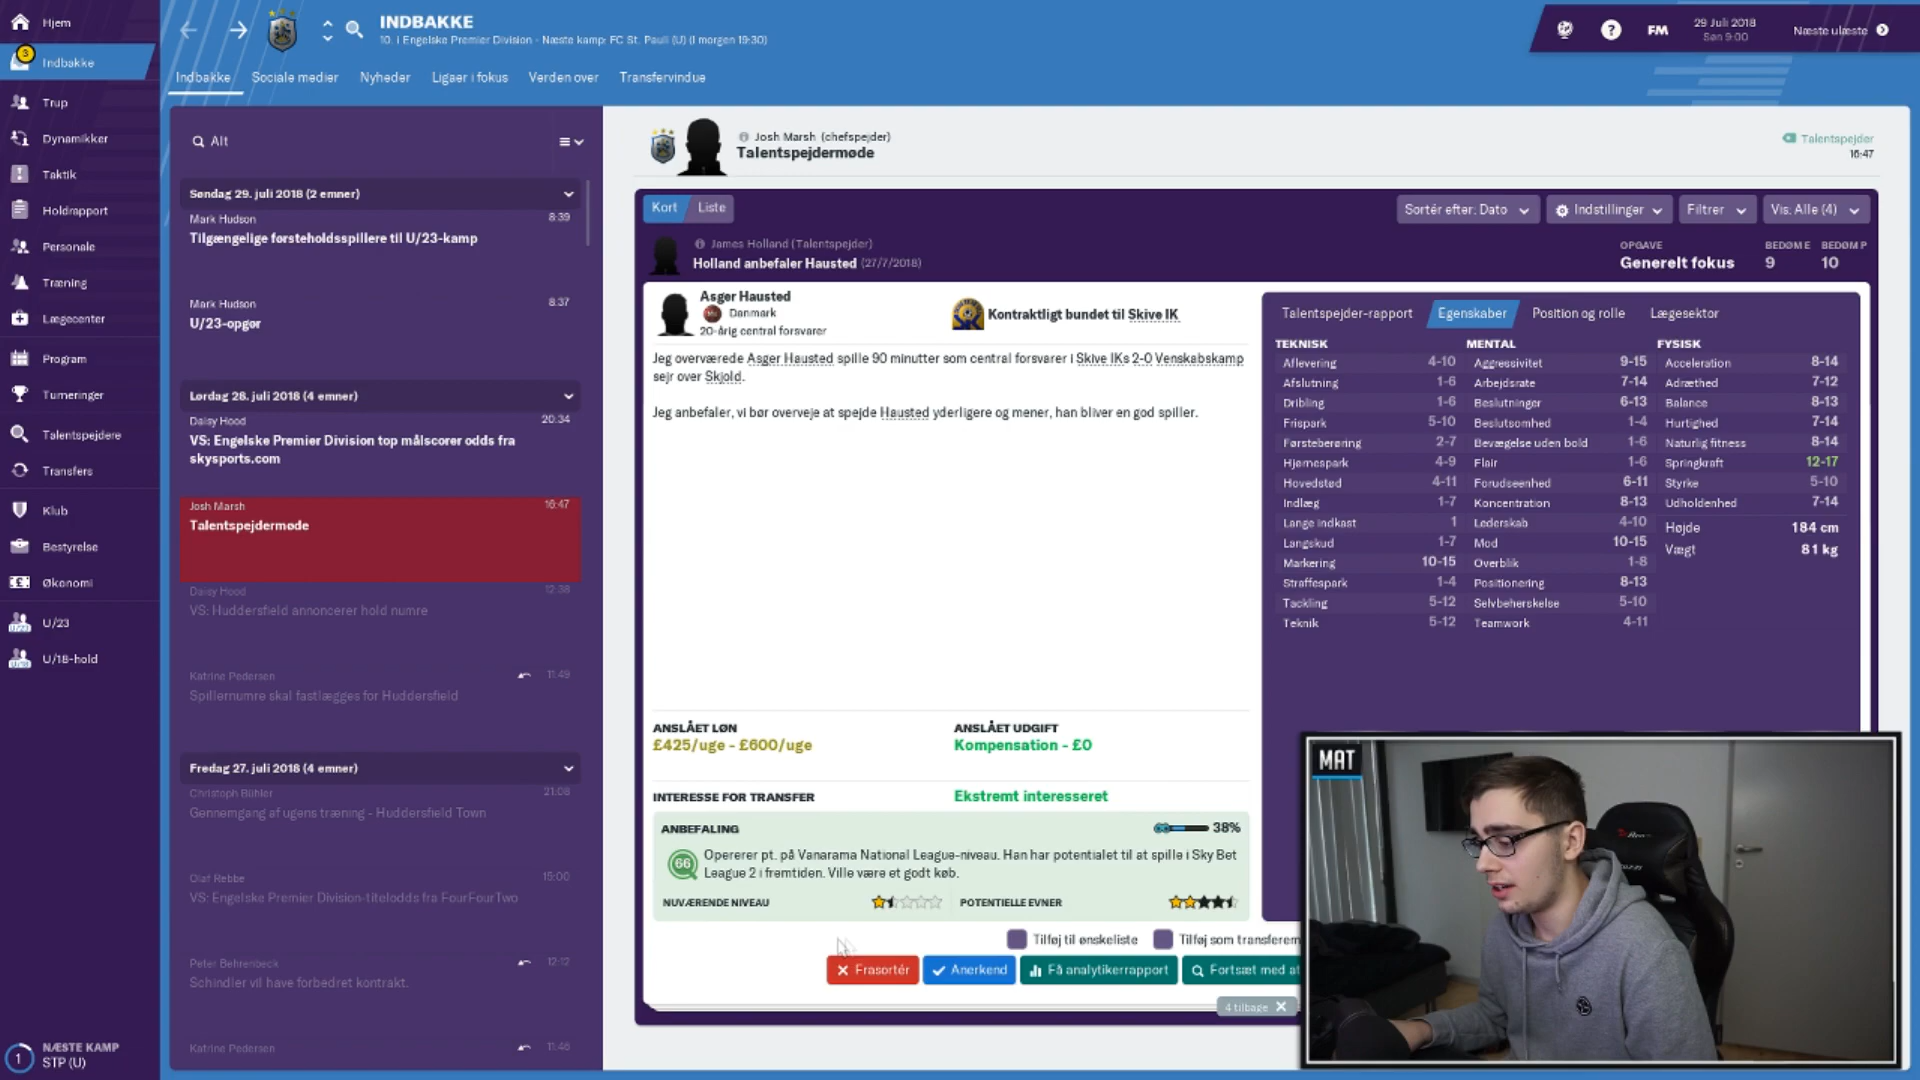 Hjem
3
Indbakke
Trup
Dynamikker
Taktik
Holdrapport
Personale
Træning
Lægecenter
Program
Turneringer
Talentspejdere
Transfers
Klub
Bestyrelse
Økonomi
U/23
U/18-hold
1
NÆSTE KAMP
STP (U)
INDBAKKE
10. i Engelske Premier Division - Næste kamp: FC St. Pauli (U) (I morgen 19:30)
FM
29 Juli 2018
Søn 9:00
Næste ulæste
Indbakke
Sociale medier
Nyheder
Ligaer i fokus
Verden over
Transfervindue
Alt
Søndag 29. juli 2018 (2 emner)
Mark Hudson 8:39
Tilgængelige førsteholdsspillere til U/23-kamp
Mark Hudson 8:37
U/23-opgør
Lørdag 28. juli 2018 (4 emner)
Daisy Hood 20:34
VS: Engelske Premier Division top målscorer odds fra
skysports.com
Josh Marsh 16:47
Talentspejdermøde
Daisy Hood 12:38
VS: Huddersfield annoncerer hold numre
Katrine Pedersen 11:49
Spillernumre skal fastlægges for Huddersfield
Fredag 27. juli 2018 (4 emner)
Christoph Bühler 21:08
Gennemgang af ugens træning - Huddersfield Town
Olaf Rebbe 15:00
VS: Engelske Premier Division-titelodds fra FourFourTwo
Peter Behrenbeck 12:12
Schindler vil have forbedret kontrakt.
Katrine Pedersen 11:46
Josh Marsh (chefspejder)
Talentspejdermøde
Talentspejder
16:47
Kort
Liste
Sortér efter: Dato
Indstillinger
Filtrer
Vis: Alle (4)
James Holland (Talentspejder)
Holland anbefaler Hausted (27/7/2018)
OPGAVE
Generelt fokus
BEDØM E
9
BEDØM P
10
Asger Hausted
Danmark
20-årig central forsvarer
Kontraktligt bundet til Skive IK
Jeg overværede Asger Hausted spille 90 minutter som central forsvarer i Skive IKs 2-0 Venskabskamp
sejr over Skjold.
Jeg anbefaler, vi bør overveje at spejde Hausted yderligere og mener, han bliver en god spiller.
ANSLÅET LØN
£425/uge - £600/uge
ANSLÅET UDGIFT
Kompensation - £0
INTERESSE FOR TRANSFER
Ekstremt interesseret
ANBEFALING
38%
66
Opererer pt. på Vanarama National League-niveau. Han har potentialet til at spille i Sky Bet
League 2 i fremtiden. Ville være et godt køb.
NUVÆRENDE NIVEAU
POTENTIELLE EVNER
Tilføj til ønskeliste
Tilføj som transferem
Frasortér
Anerkend
Få analytikerrapport
Fortsæt med at
4 tilbage
Talentspejder-rapport
Egenskaber
Position og rolle
Lægesektor
TEKNISK
Aflevering 4-10
Afslutning 1-6
Dribling 1-6
Frispark 5-10
Førsteberøring 2-7
Hjørnespark 4-9
Hovedstød 4-11
Indlæg 1-7
Lange indkast 1
Langskud 1-7
Markering 10-15
Straffespark 1-4
Tackling 5-12
Teknik 5-12
MENTAL
Aggressivitet 9-15
Arbejdsrate 7-14
Beslutninger 6-13
Beslutsomhed 1-4
Bevægelse uden bold 1-6
Flair 1-6
Forudseenhed 6-11
Koncentration 8-13
Lederskab 4-10
Mod 10-15
Overblik 1-8
Positionering 8-13
Selvbeherskelse 5-10
Teamwork 4-11
FYSISK
Acceleration 8-14
Adræthed 7-12
Balance 8-13
Hurtighed 7-14
Naturlig fitness 8-14
Springkraft 12-17
Styrke 5-10
Udholdenhed 7-14
Højde 184 cm
Vægt 81 kg
MAT